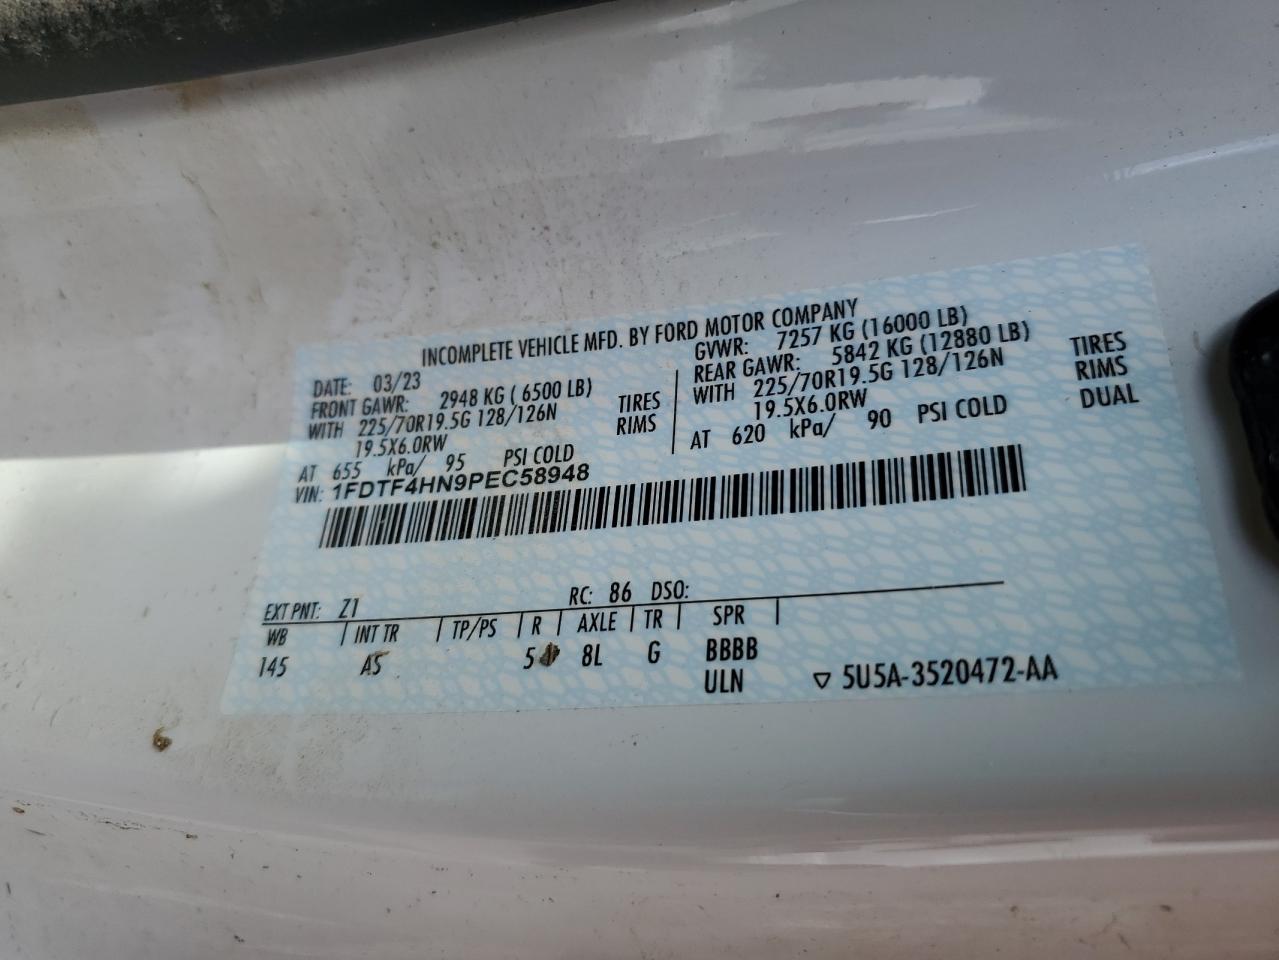 INCOMPLETE VEHICLE MFD. BY FORD MOTOR COMPANY
DATE: 03/23
FRONT GAWR: 2948 KG ( 6500 LB)
WITH 225/70R19.5G 128/126N TIRES
19.5X6.0RW RIMS
AT 655 kPa/ 95 PSI COLD
GVWR: 7257 KG (16000 LB)
REAR GAWR: 5842 KG (12880 LB)
WITH 225/70R19.5G 128/126N TIRES
19.5X6.0RW RIMS
AT 620 kPa/ 90 PSI COLD DUAL
VIN: 1FDTF4HN9PEC58948
EXT PNT: Z1 RC: 86 DSO:
WB INT TR TP/PS R AXLE TR SPR
145 AS 5 8L G BBBB
ULN ▽ 5U5A-3520472-AA